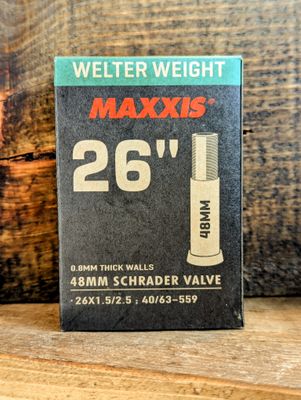 WELTER WEIGHT
MAXXIS®
26"
48MM
0.8MM THICK WALLS
48MM SCHRADER VALVE
· 26X1.5/2.5 ; 40/63-559